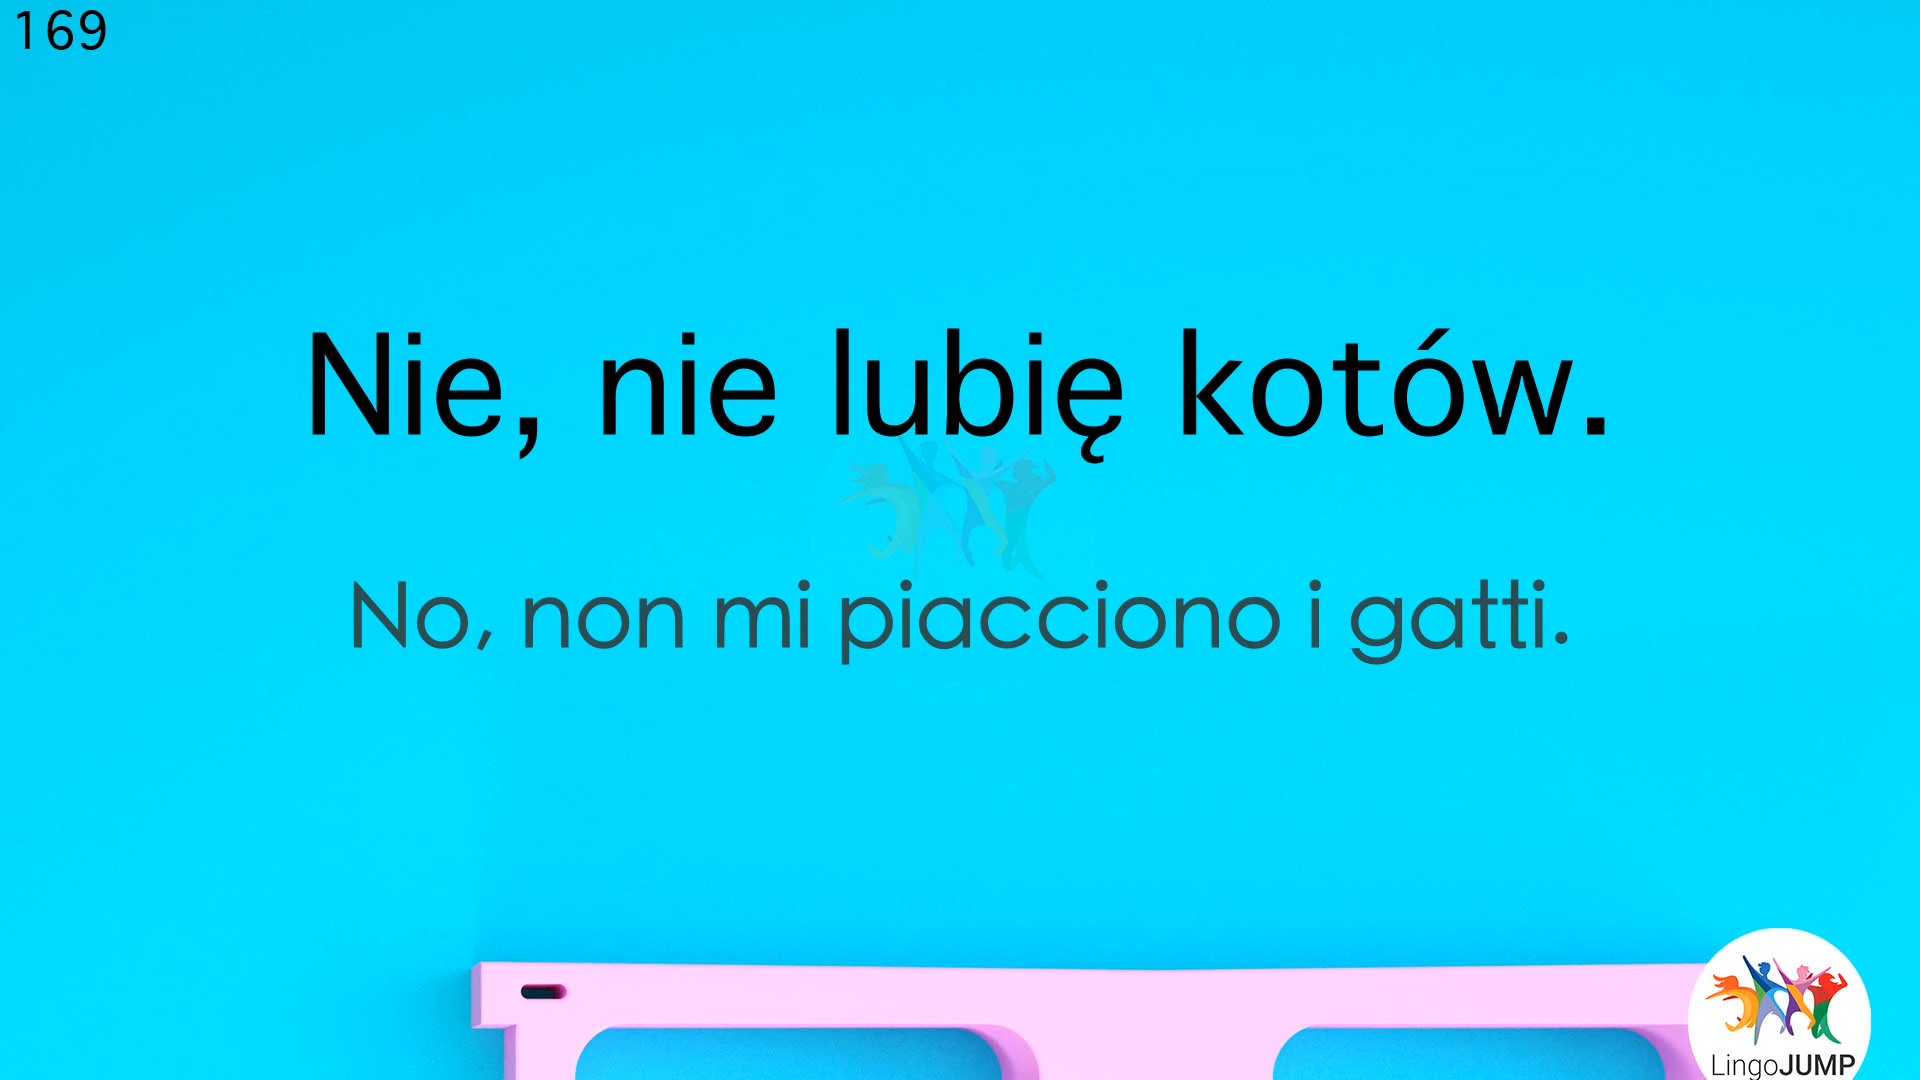 169
Nie, nie lubię kotów.
No, non mi piacciono i gatti.
LingoJUMP